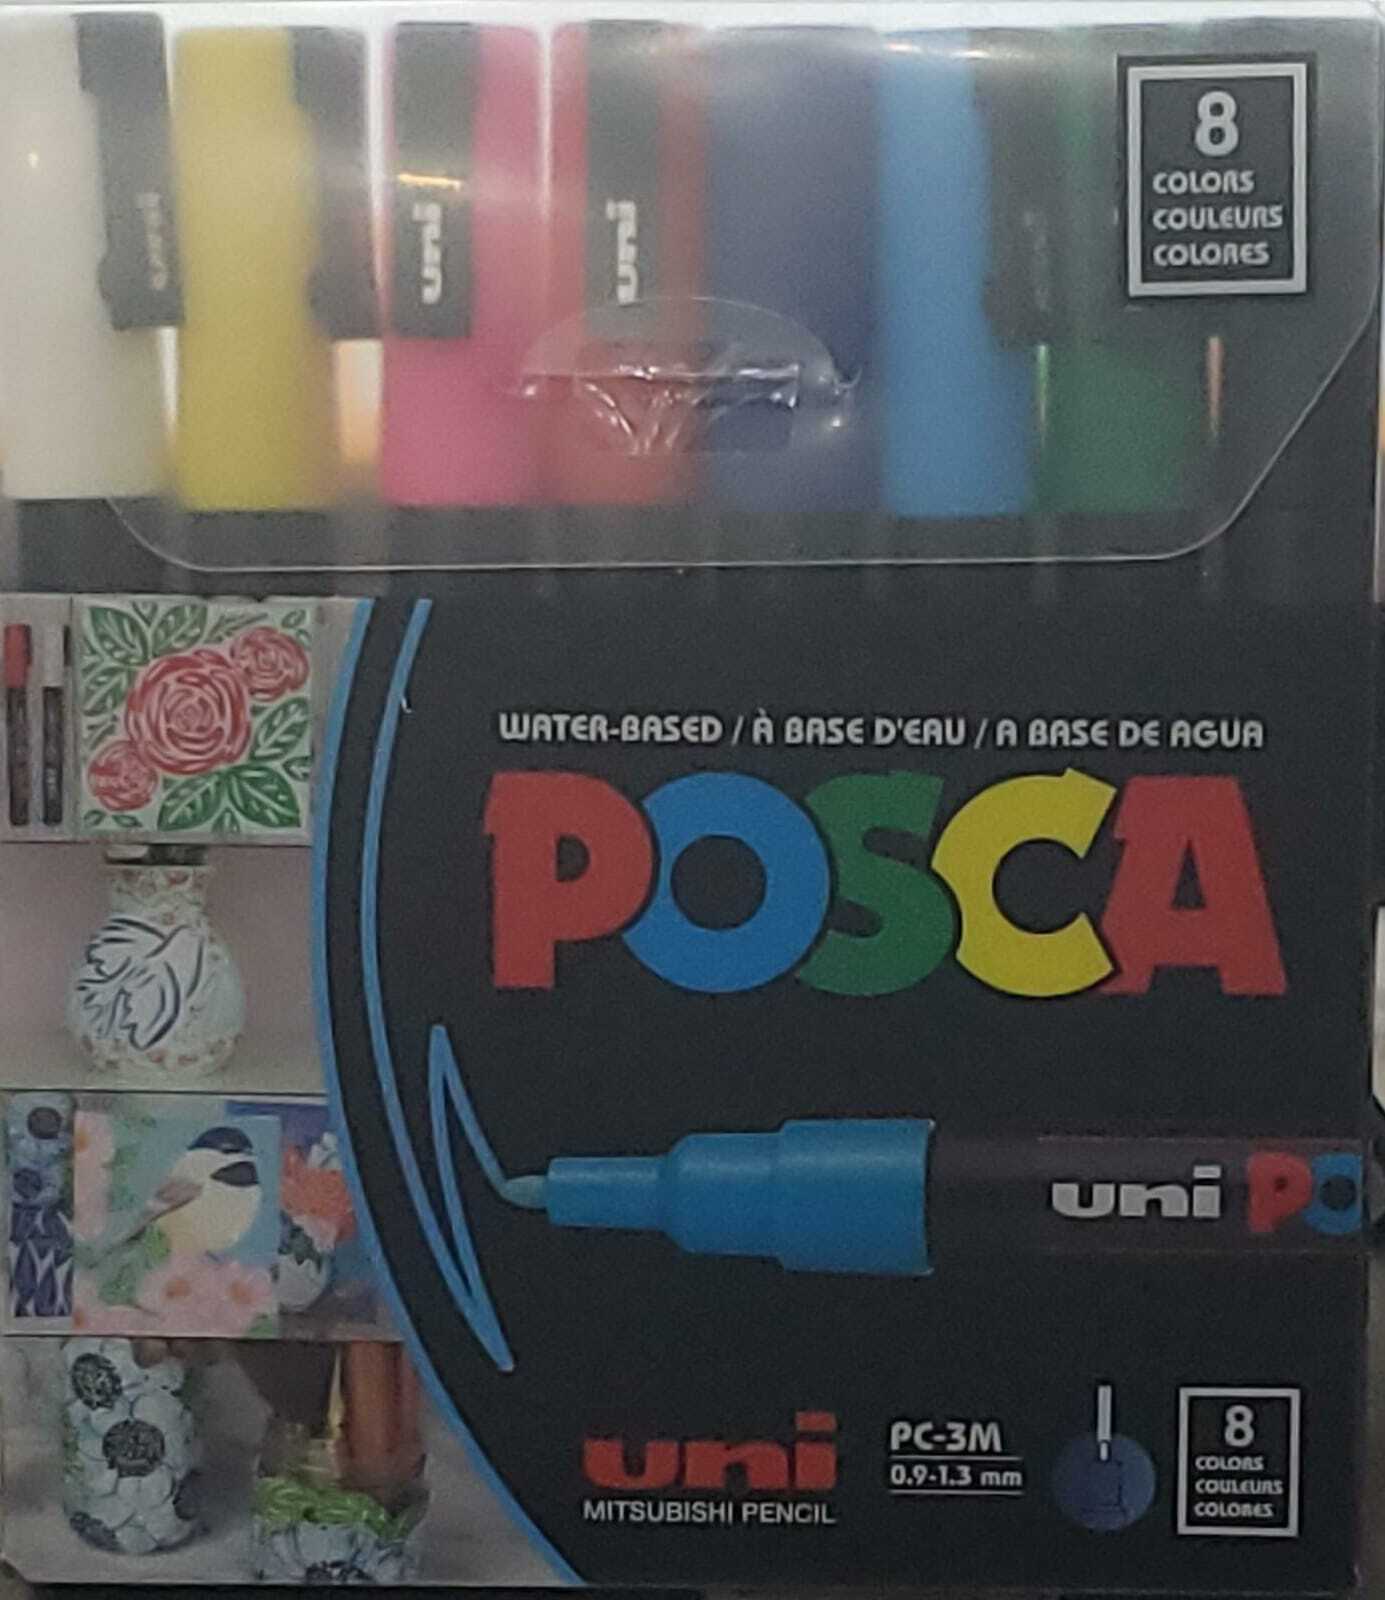 uni
uni
uni
8
COLORS
COULEURS
COLORES
WATER-BASED / À BASE D'EAU / A BASE DE AGUA
POSCA
uni PO
uni
MITSUBISHI PENCIL
PC-3M
0.9-1.3 mm
8
COLORS
COULEURS
COLORES